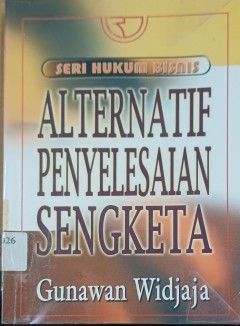 SERI HUKUM BISNIS
ALTERNATIF
PENYELESAIAN
SENGKETA
Gunawan Widjaja